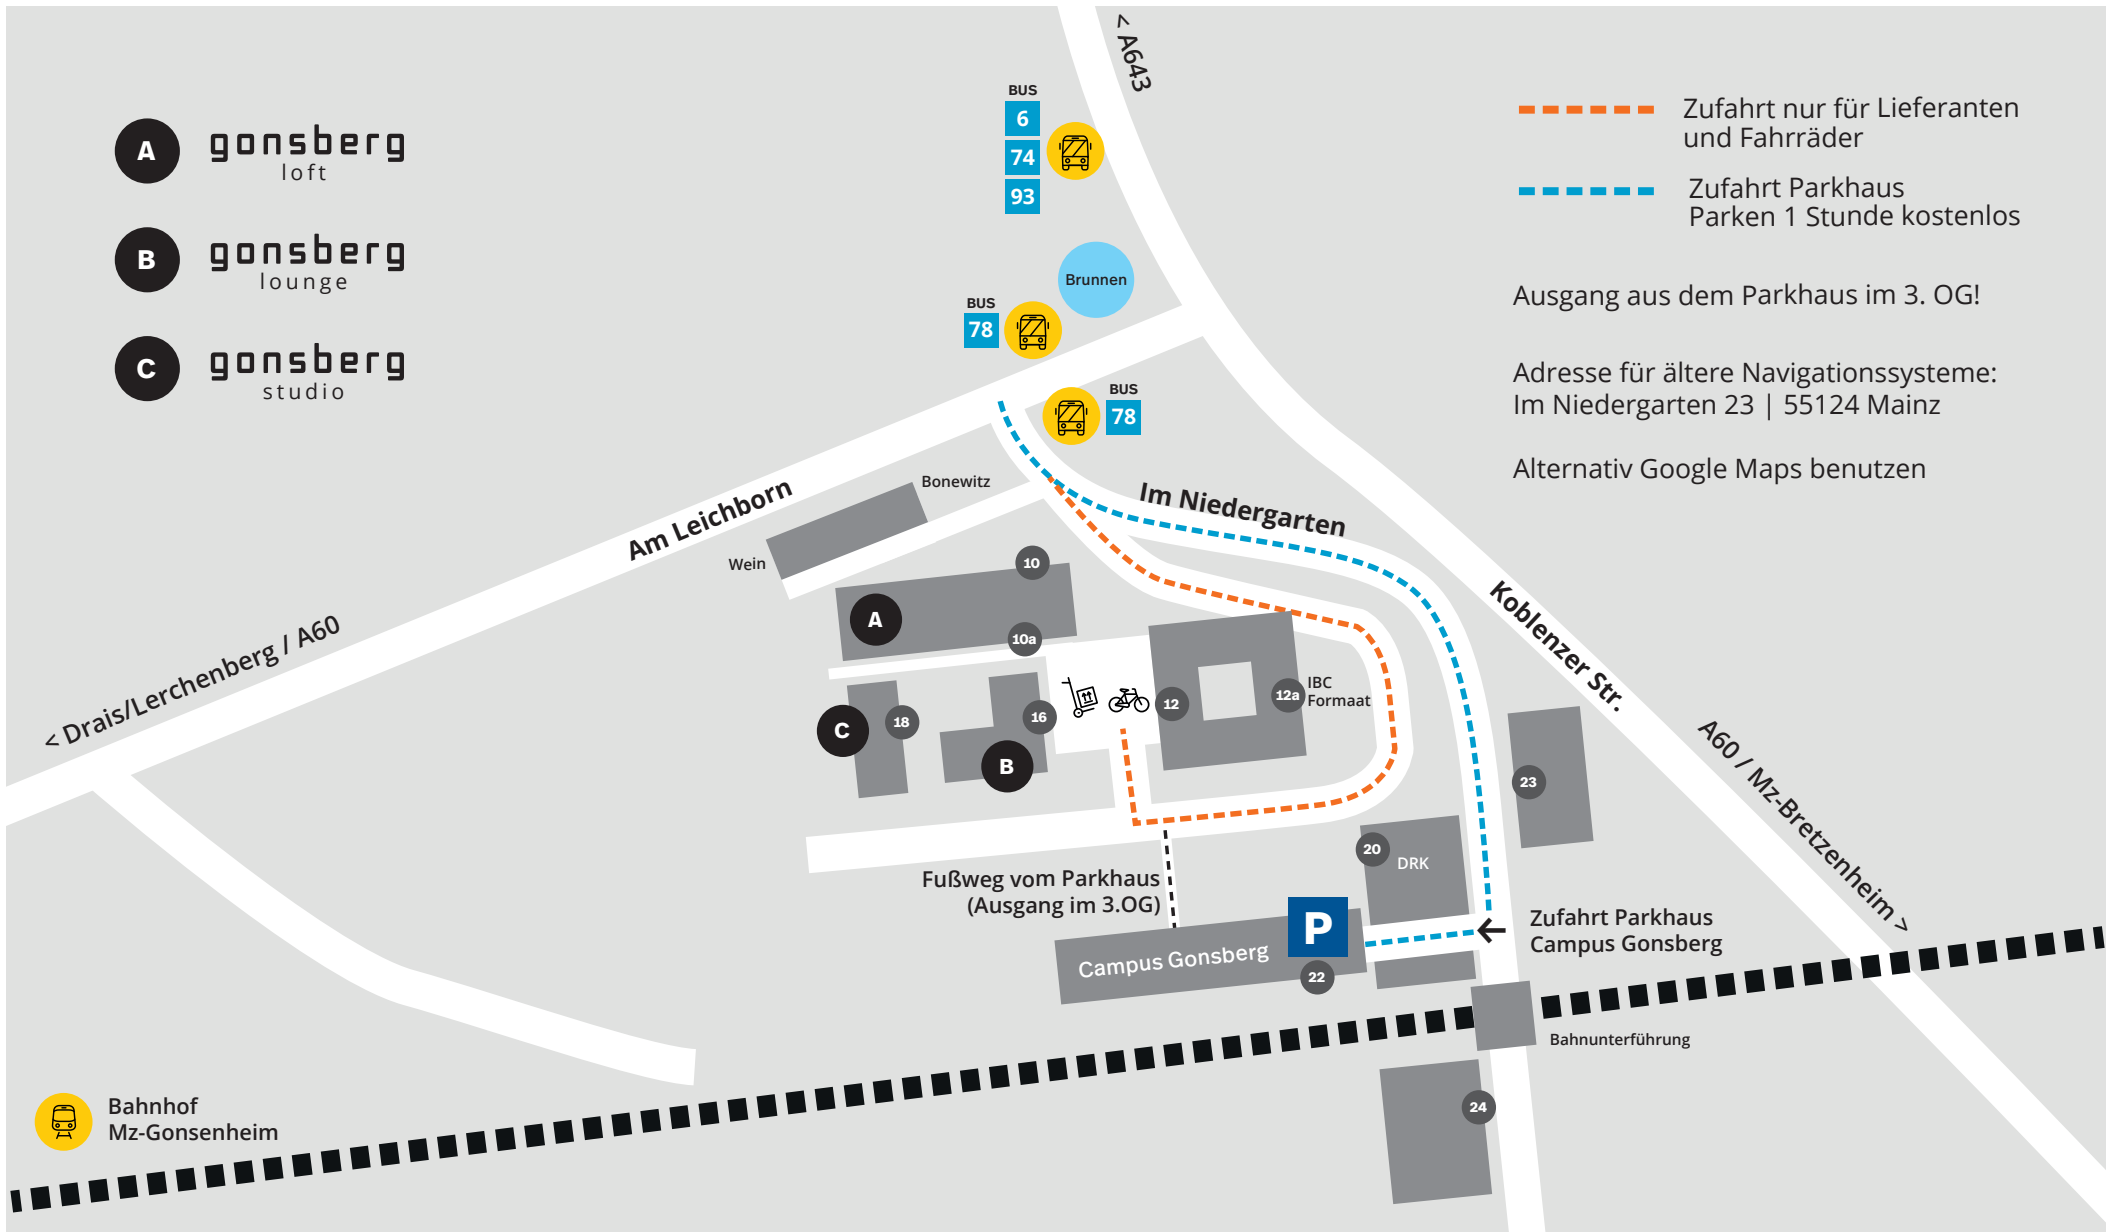 < A643
BUS
6
74
93
A
gonsberg
loft
B
gonsberg
lounge
C
gonsberg
studio
Zufahrt nur für Lieferanten
und Fahrräder
Zufahrt Parkhaus
Parken 1 Stunde kostenlos
Ausgang aus dem Parkhaus im 3. OG!
Adresse für ältere Navigationssysteme:
Im Niedergarten 23 | 55124 Mainz
Alternativ Google Maps benutzen
Brunnen
BUS
78
BUS
78
Bonewitz
Wein
Am Leichborn
Im Niedergarten
< Drais/Lerchenberg / A60
Koblenzer Str.
A60 / Mz-Bretzenheim >
10
A
10a
C
18
16
B
12
12a
IBC
Formaat
23
20
DRK
Fußweg vom Parkhaus
(Ausgang im 3.OG)
P
Campus Gonsberg
22
Zufahrt Parkhaus
Campus Gonsberg
Bahnunterführung
24
Bahnhof
Mz-Gonsenheim